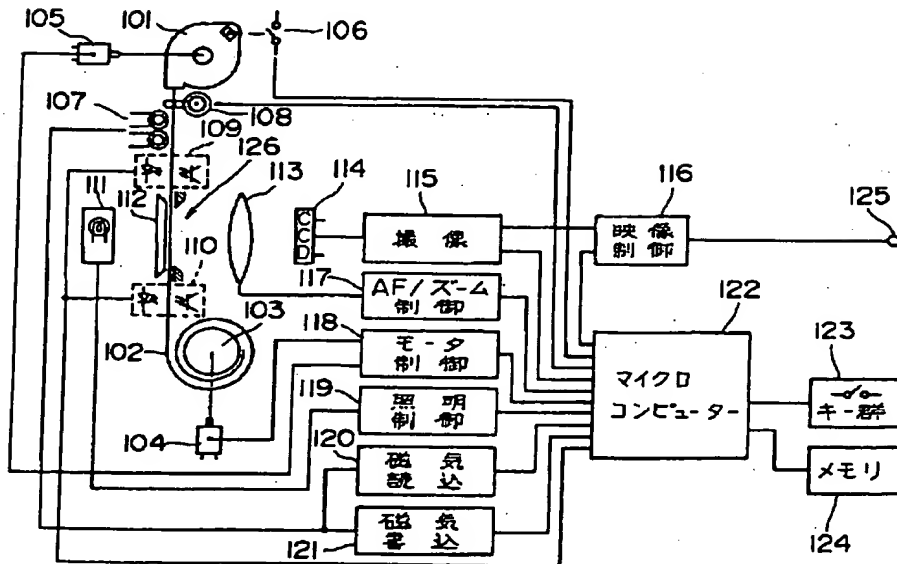 105
101
106
107
108
109
126
113
114
115
116
125
111
112
CCD
撮像
映像
制御
110
117
AF/ズーム
制御
122
103
118
123
102
モータ
制御
マイクロ
コンピューター
119
照明
制御
キー群
104
120
磁気
読込
メモリ
121
磁気
書込
124